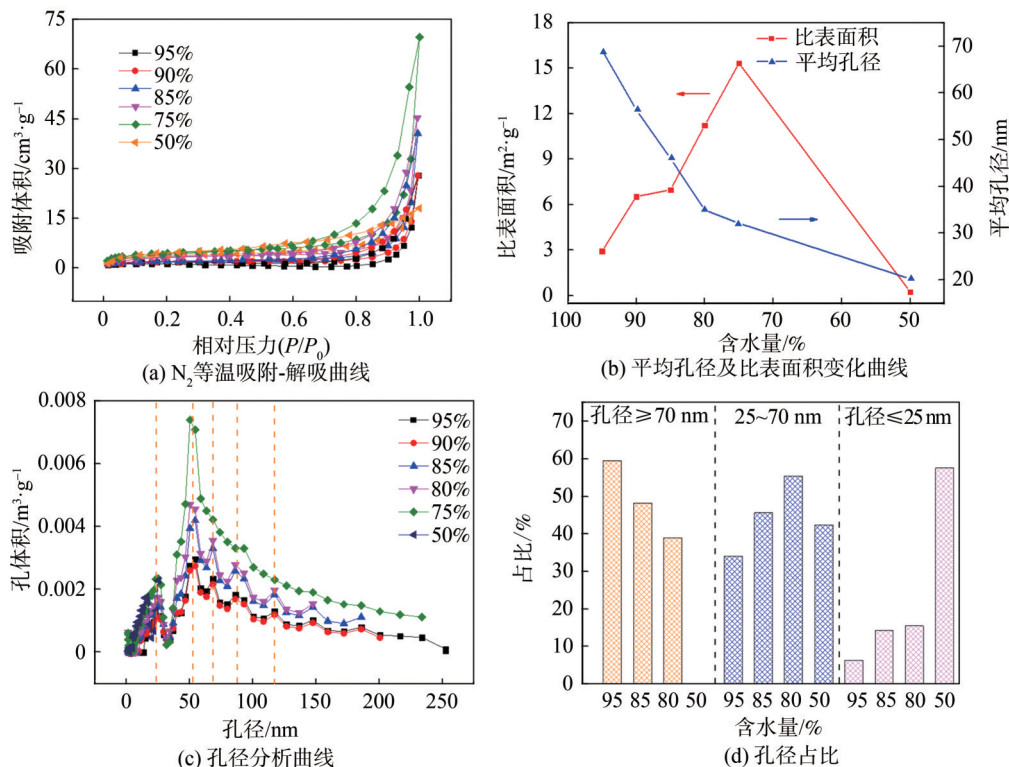 75
60
45
30
15
0
吸附体积/cm³·g⁻¹
95%
90%
85%
75%
50%
0 0.2 0.4 0.6 0.8 1.0
相对压力(P/P₀)
(a) N₂等温吸附-解吸曲线
18
15
12
9
6
3
0
比表面积/m²·g⁻¹
比表面积
平均孔径
70
60
50
40
30
20
平均孔径/nm
100 90 80 70 60 50
含水量/%
(b) 平均孔径及比表面积变化曲线
0.008
0.006
0.004
0.002
0
孔体积/m³·g⁻¹
95%
90%
85%
80%
75%
50%
0 50 100 150 200 250
孔径/nm
(c) 孔径分析曲线
70
60
50
40
30
20
10
0
占比/%
孔径≥70 nm 25~70 nm 孔径≤25 nm
95 85 80 50 95 85 80 50 95 85 80 50
含水量/%
(d) 孔径占比